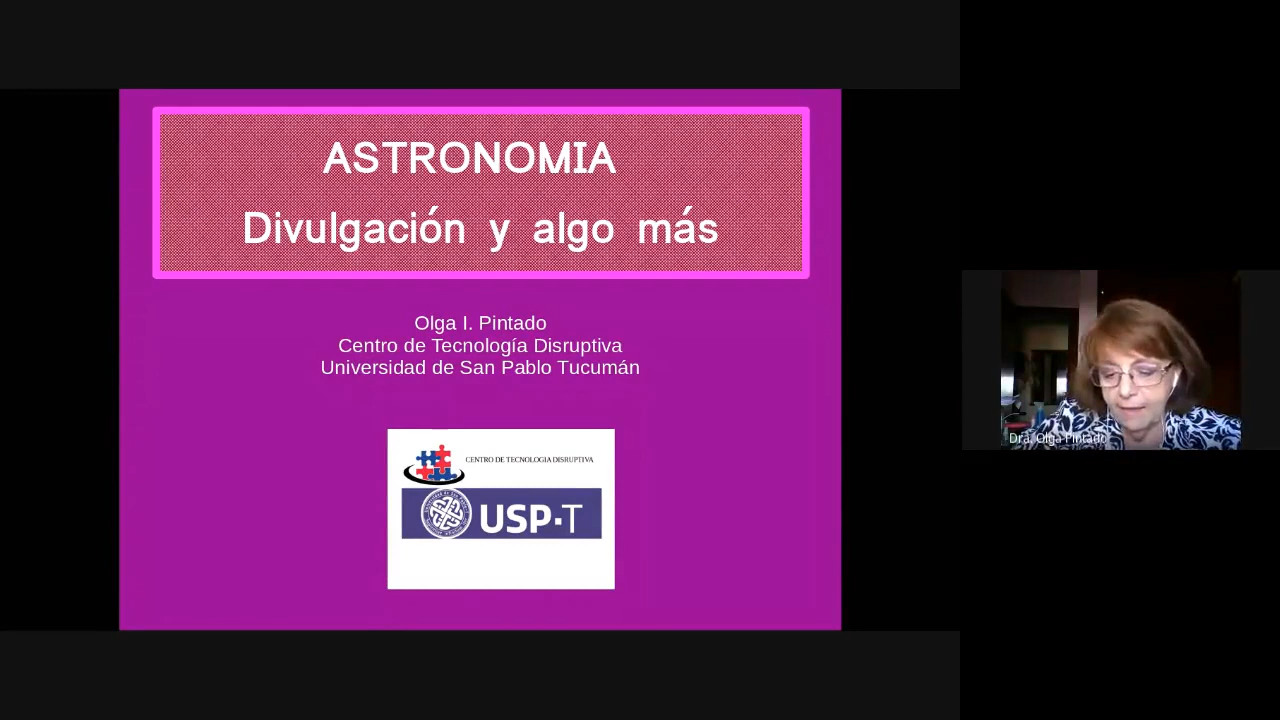 ASTRONOMIA
Divulgación y algo más
Olga I. Pintado
Centro de Tecnología Disruptiva
Universidad de San Pablo Tucumán
CENTRO DE TECNOLOGIA DISRUPTIVA
USP·T
Dra. Olga Pintado